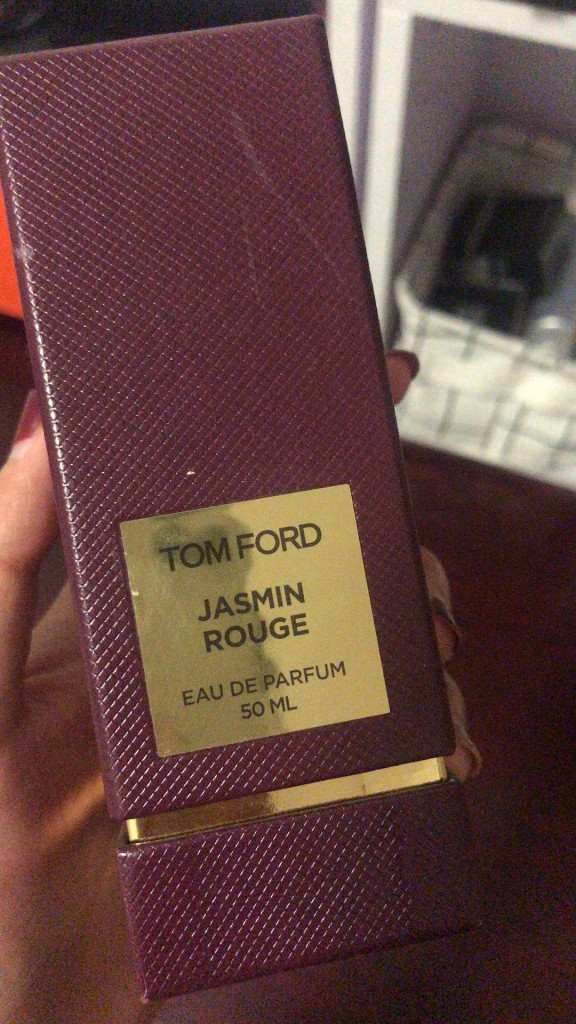 TOM FORD
JASMIN
ROUGE
EAU DE PARFUM
50 ML